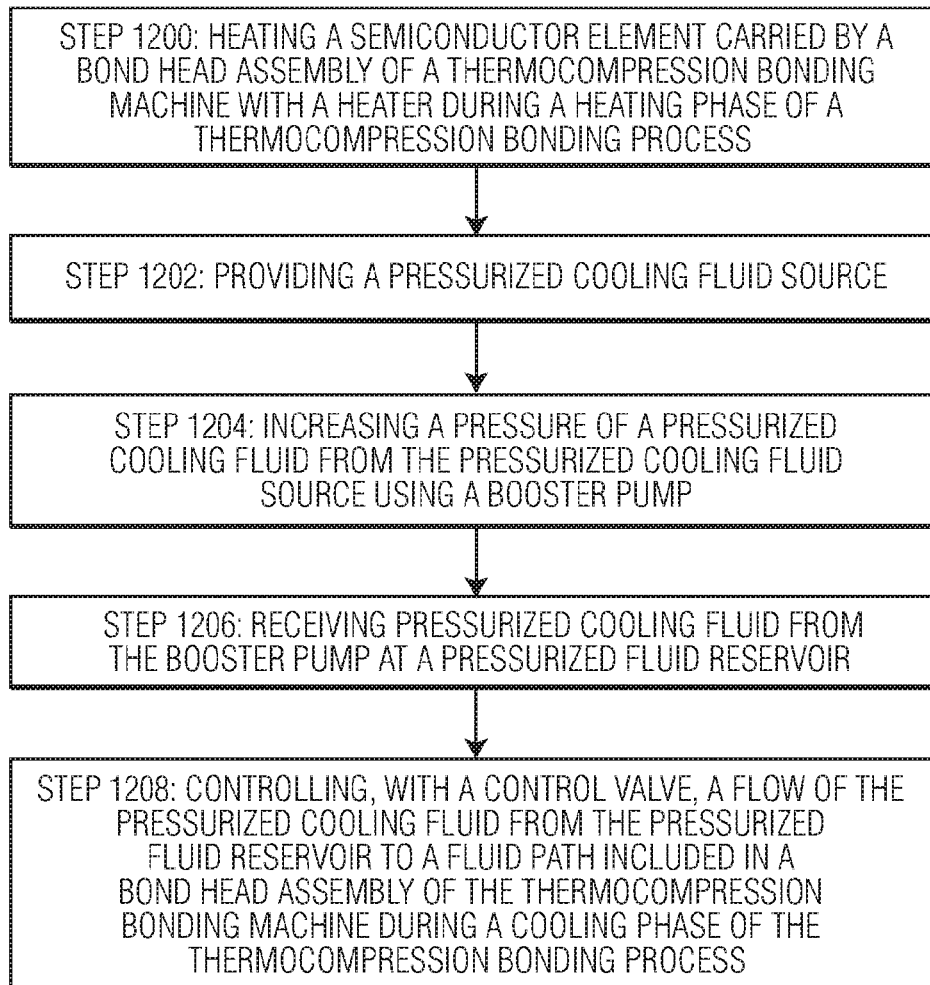 STEP 1200: HEATING A SEMICONDUCTOR ELEMENT CARRIED BY A
BOND HEAD ASSEMBLY OF A THERMOCOMPRESSION BONDING
MACHINE WITH A HEATER DURING A HEATING PHASE OF A
THERMOCOMPRESSION BONDING PROCESS
STEP 1202: PROVIDING A PRESSURIZED COOLING FLUID SOURCE
STEP 1204: INCREASING A PRESSURE OF A PRESSURIZED
COOLING FLUID FROM THE PRESSURIZED COOLING FLUID
SOURCE USING A BOOSTER PUMP
STEP 1206: RECEIVING PRESSURIZED COOLING FLUID FROM
THE BOOSTER PUMP AT A PRESSURIZED FLUID RESERVOIR
STEP 1208: CONTROLLING, WITH A CONTROL VALVE, A FLOW OF THE
PRESSURIZED COOLING FLUID FROM THE PRESSURIZED
FLUID RESERVOIR TO A FLUID PATH INCLUDED IN A
BOND HEAD ASSEMBLY OF THE THERMOCOMPRESSION
BONDING MACHINE DURING A COOLING PHASE OF THE
THERMOCOMPRESSION BONDING PROCESS